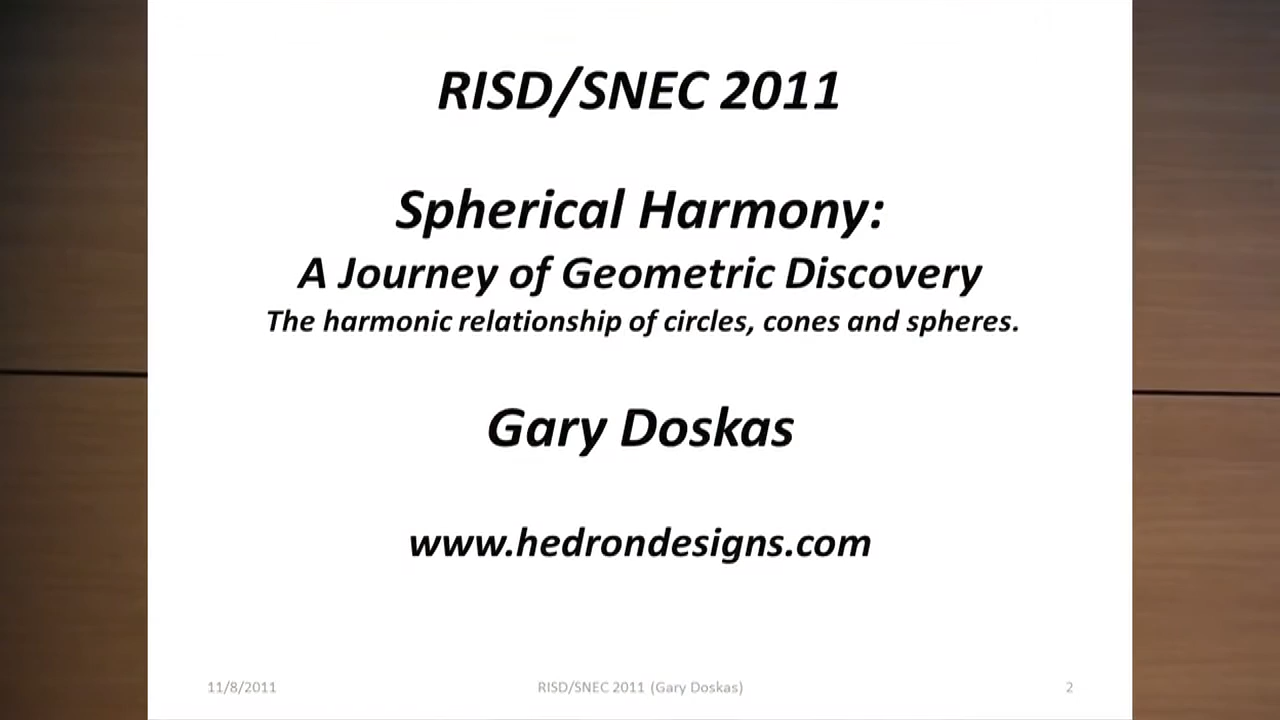 RISD/SNEC 2011
Spherical Harmony:
A Journey of Geometric Discovery
The harmonic relationship of circles, cones and spheres.
Gary Doskas
www.hedrondesigns.com
11/8/2011 RISD/SNEC 2011 (Gary Doskas) 2